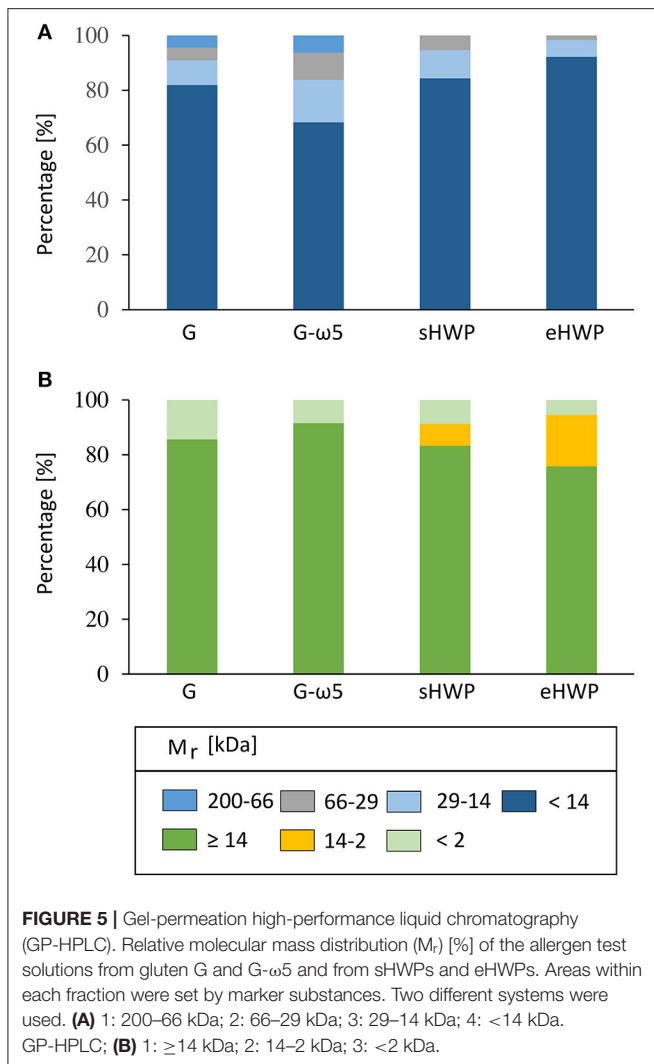 A
Percentage [%]
100
80
60
40
20
0
G G-ω5 sHWP eHWP
B
Percentage [%]
100
80
60
40
20
0
G G-ω5 sHWP eHWP
Mr [kDa]
200-66 66-29 29-14 < 14
≥ 14 14-2 < 2
FIGURE 5 | Gel-permeation high-performance liquid chromatography
(GP-HPLC). Relative molecular mass distribution (Mr) [%] of the allergen test
solutions from gluten G and G-ω5 and from sHWPs and eHWPs. Areas within
each fraction were set by marker substances. Two different systems were
used. (A) 1: 200–66 kDa; 2: 66–29 kDa; 3: 29–14 kDa; 4: <14 kDa.
GP-HPLC; (B) 1: ≥14 kDa; 2: 14–2 kDa; 3: <2 kDa.